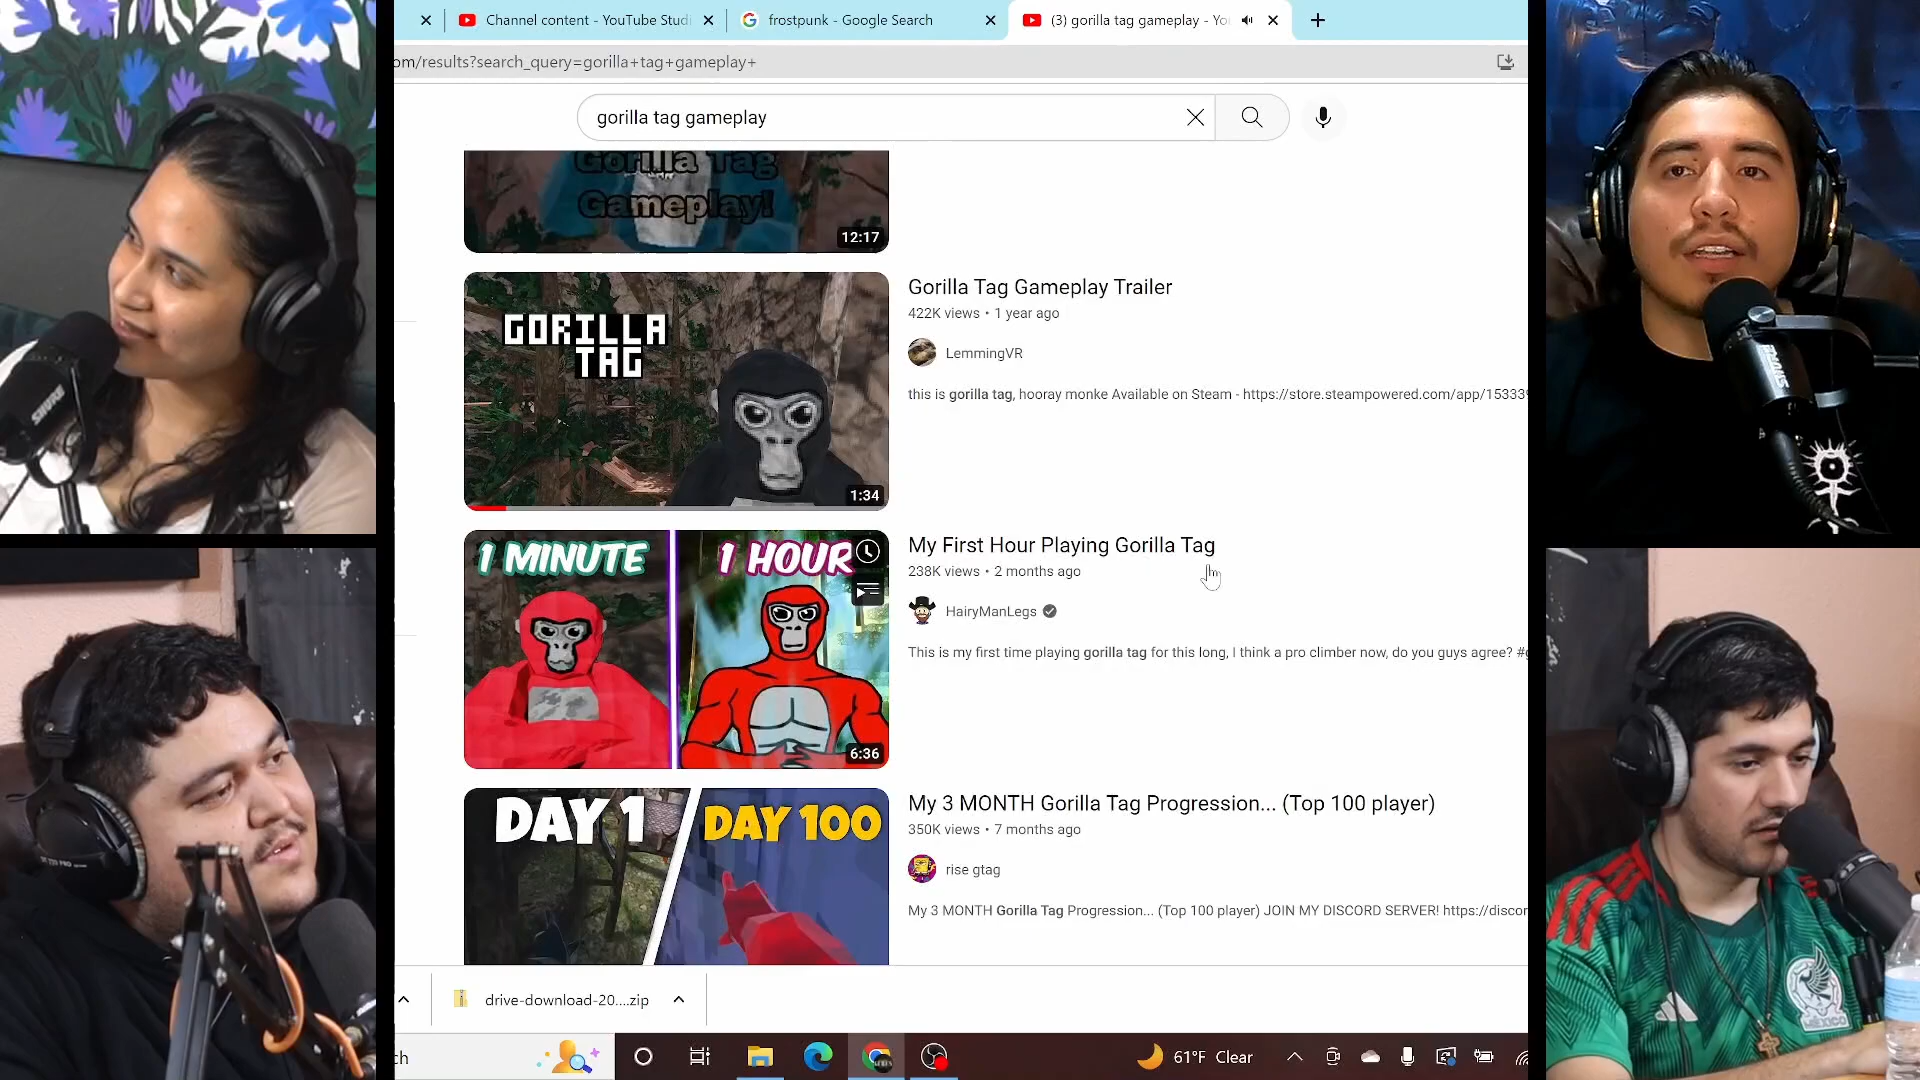 Channel content - YouTube Studi
frostpunk - Google Search
(3) gorilla tag gameplay - Yo
om/results?search_query=gorilla+tag+gameplay+
gorilla tag gameplay
Gorilla Tag
Gameplay!
12:17
GORILLA
TAG
1:34
Gorilla Tag Gameplay Trailer
422K views • 1 year ago
LemmingVR
this is gorilla tag, hooray monke Available on Steam - https://store.steampowered.com/app/15333
1 MINUTE
1 HOUR
6:36
My First Hour Playing Gorilla Tag
238K views • 2 months ago
HairyManLegs
This is my first time playing gorilla tag for this long, I think a pro climber now, do you guys agree? #g
DAY 1
DAY 100
My 3 MONTH Gorilla Tag Progression... (Top 100 player)
350K views • 7 months ago
rise gtag
My 3 MONTH Gorilla Tag Progression... (Top 100 player) JOIN MY DISCORD SERVER! https://discor
drive-download-20....zip
ch
61°F Clear
SHURE
MEXICO